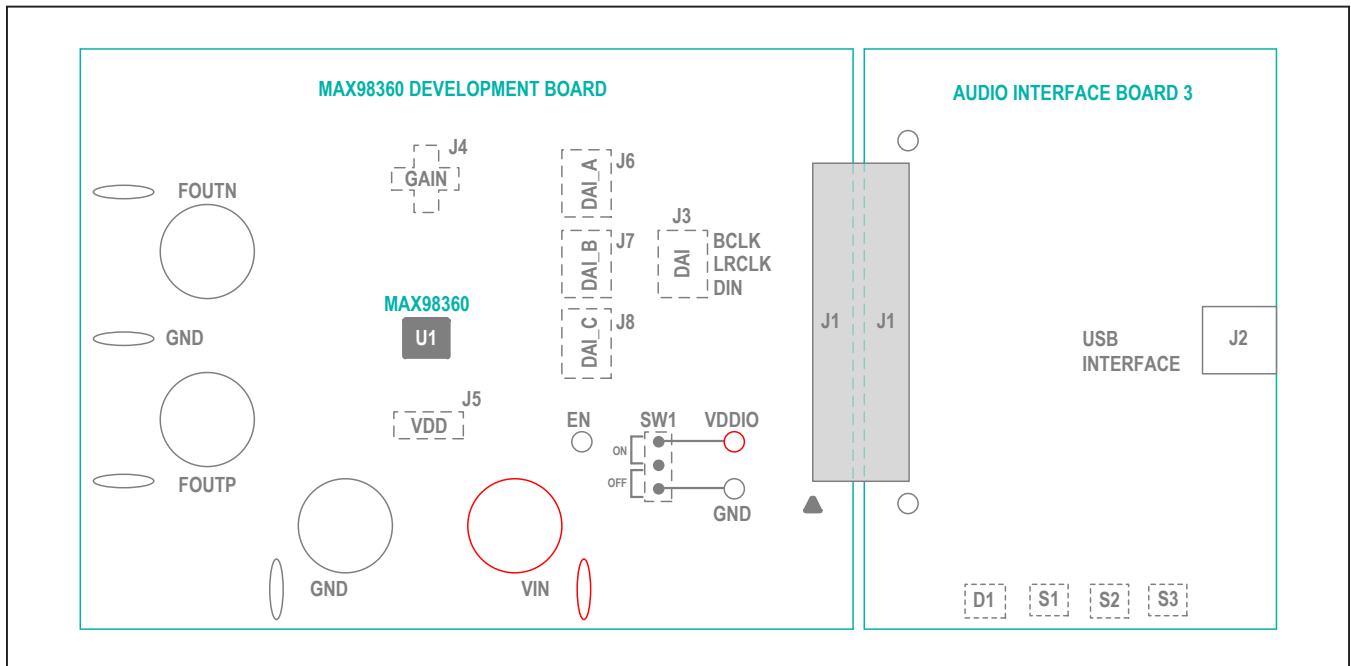 MAX98360 DEVELOPMENT BOARD
AUDIO INTERFACE BOARD 3
J4
GAIN
J6
DAI_A
FOUTN
J3
J7
DAI_B
DAI
BCLK
LRCLK
DIN
MAX98360
U1
GND
J8
DAI_C
J1
J1
USB
INTERFACE
J2
J5
VDD
EN
SW1
VDDIO
ON
OFF
FOUTP
GND
GND
VIN
D1
S1
S2
S3